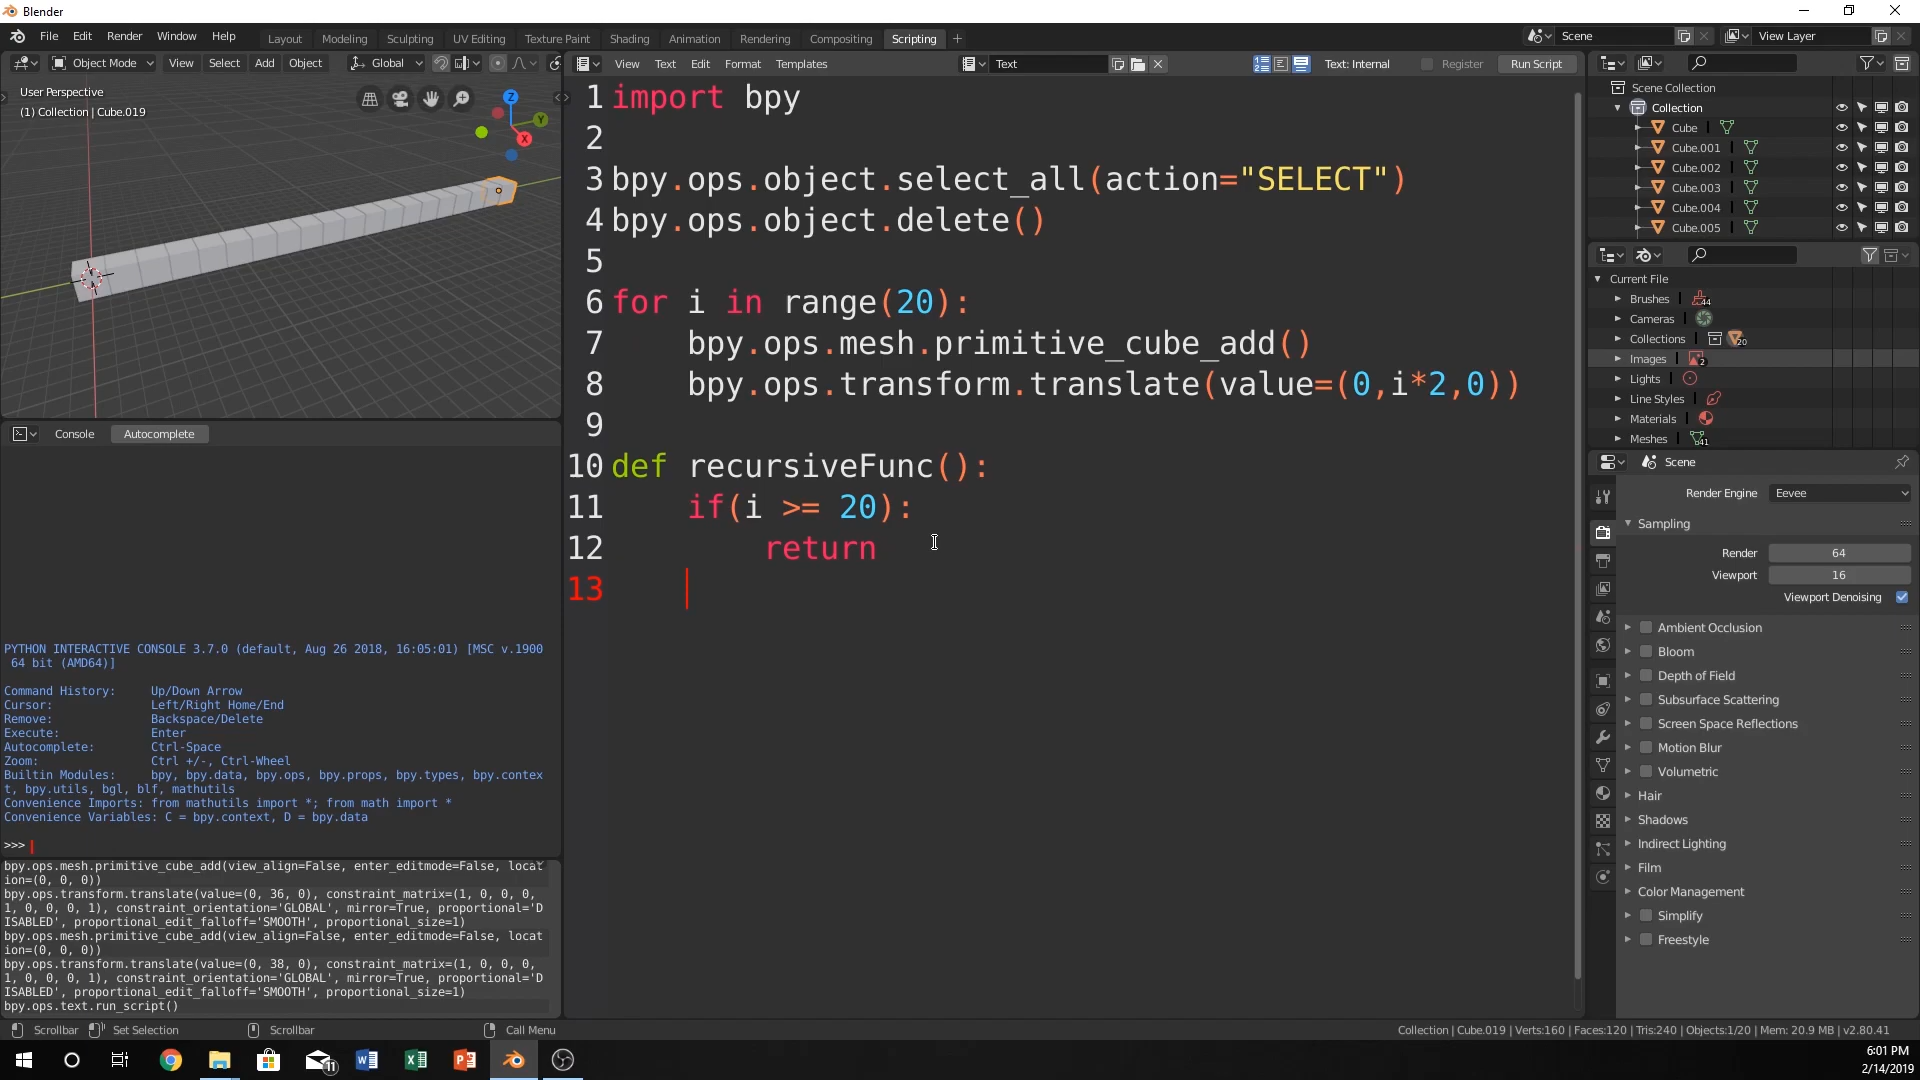 Blender
File Edit Render Window Help Layout Modeling Sculpting UV Editing Texture Paint Shading Animation Rendering Compositing Scripting + Scene View Layer
Object Mode View Select Add Object Global
View Text Edit Format Templates Text Text: Internal Register Run Script
User Perspective
(1) Collection | Cube.019
Z
Y
X
1 import bpy
2
3 bpy.ops.object.select_all(action="SELECT")
4 bpy.ops.object.delete()
5
6 for i in range(20):
7 bpy.ops.mesh.primitive_cube_add()
8 bpy.ops.transform.translate(value=(0,i*2,0))
9
10 def recursiveFunc():
11 if(i >= 20):
12 return
13
Console Autocomplete
PYTHON INTERACTIVE CONSOLE 3.7.0 (default, Aug 26 2018, 16:05:01) [MSC v.1900
64 bit (AMD64)]
Command History: Up/Down Arrow
Cursor: Left/Right Home/End
Remove: Backspace/Delete
Execute: Enter
Autocomplete: Ctrl-Space
Zoom: Ctrl +/-, Ctrl-Wheel
Builtin Modules: bpy, bpy.data, bpy.ops, bpy.props, bpy.types, bpy.contex
t, bpy.utils, bgl, blf, mathutils
Convenience Imports: from mathutils import *; from math import *
Convenience Variables: C = bpy.context, D = bpy.data
>>>
bpy.ops.mesh.primitive_cube_add(view_align=False, enter_editmode=False, locat
ion=(0, 0, 0))
bpy.ops.transform.translate(value=(0, 36, 0), constraint_matrix=(1, 0, 0, 0,
1, 0, 0, 0, 1), constraint_orientation='GLOBAL', mirror=True, proportional='D
ISABLED', proportional_edit_falloff='SMOOTH', proportional_size=1)
bpy.ops.mesh.primitive_cube_add(view_align=False, enter_editmode=False, locat
ion=(0, 0, 0))
bpy.ops.transform.translate(value=(0, 38, 0), constraint_matrix=(1, 0, 0, 0,
1, 0, 0, 0, 1), constraint_orientation='GLOBAL', mirror=True, proportional='D
ISABLED', proportional_edit_falloff='SMOOTH', proportional_size=1)
bpy.ops.text.run_script()
Scene Collection
Collection
Cube
Cube.001
Cube.002
Cube.003
Cube.004
Cube.005
Current File
Brushes 44
Cameras
Collections 20
Images 2
Lights
Line Styles
Materials
Meshes 41
Scene
Render Engine Eevee
Sampling
Render 64
Viewport 16
Viewport Denoising
Ambient Occlusion
Bloom
Depth of Field
Subsurface Scattering
Screen Space Reflections
Motion Blur
Volumetric
Hair
Shadows
Indirect Lighting
Film
Color Management
Simplify
Freestyle
Scrollbar Set Selection Scrollbar Call Menu Collection | Cube.019 | Verts:160 | Faces:120 | Tris:240 | Objects:1/20 | Mem: 20.9 MB | v2.80.41
11
6:01 PM
2/14/2019